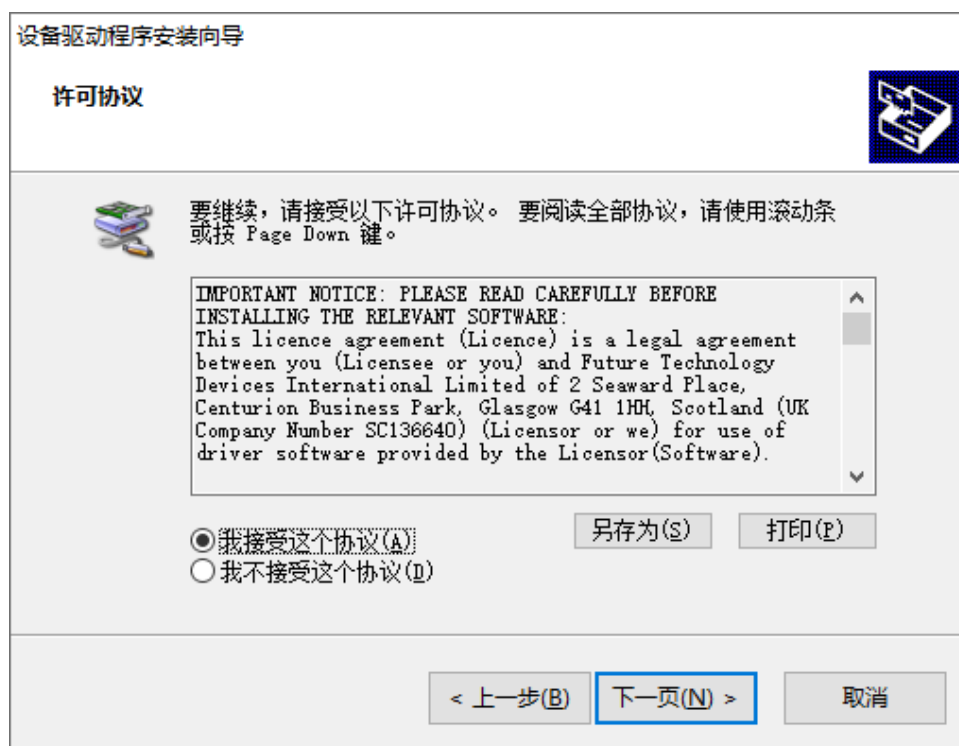 设备驱动程序安装向导
许可协议
要继续，请接受以下许可协议。 要阅读全部协议，请使用滚动条
或按 Page Down 键。
IMPORTANT NOTICE: PLEASE READ CAREFULLY BEFORE
INSTALLING THE RELEVANT SOFTWARE:
This licence agreement (Licence) is a legal agreement
between you (Licensee or you) and Future Technology
Devices International Limited of 2 Seaward Place,
Centurion Business Park, Glasgow G41 1HH, Scotland (UK
Company Number SC136640) (Licensor or we) for use of
driver software provided by the Licensor(Software).
我接受这个协议(A)
我不接受这个协议(D)
另存为(S)
打印(P)
< 上一步(B)
下一页(N) >
取消